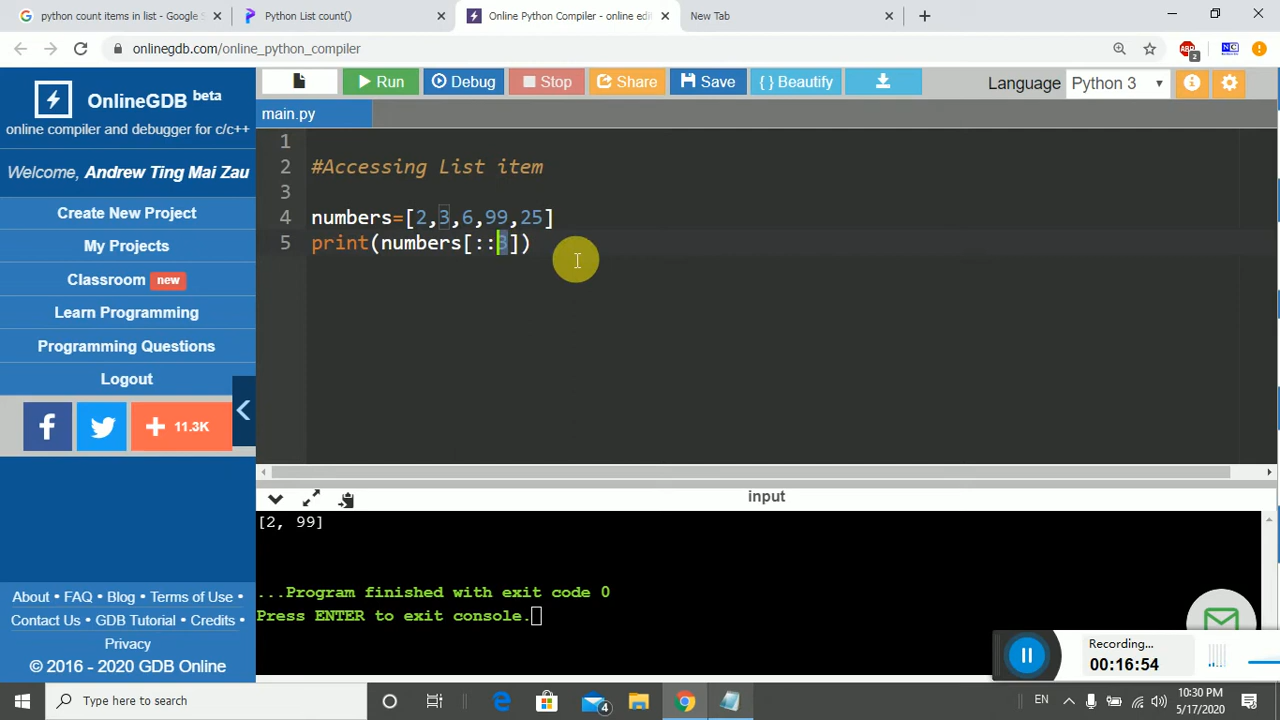 python count items in list - Google S
Python List count()
Online Python Compiler - online edit
New Tab
onlinegdb.com/online_python_compiler
ABP
2
NC
OnlineGDB beta
online compiler and debugger for c/c++
Welcome, Andrew Ting Mai Zau
Create New Project
My Projects
Classroom new
Learn Programming
Programming Questions
Logout
11.3K
About • FAQ • Blog • Terms of Use •
Contact Us • GDB Tutorial • Credits •
Privacy
© 2016 - 2020 GDB Online
Run
Debug
Stop
Share
Save
{ } Beautify
Language Python 3
main.py
1
2 #Accessing List item
3
4 numbers=[2,3,6,99,25]
5 print(numbers[::3])
input
[2, 99]
...Program finished with exit code 0
Press ENTER to exit console.
Recording...
00:16:54
Type here to search
4
EN
10:30 PM
5/17/2020